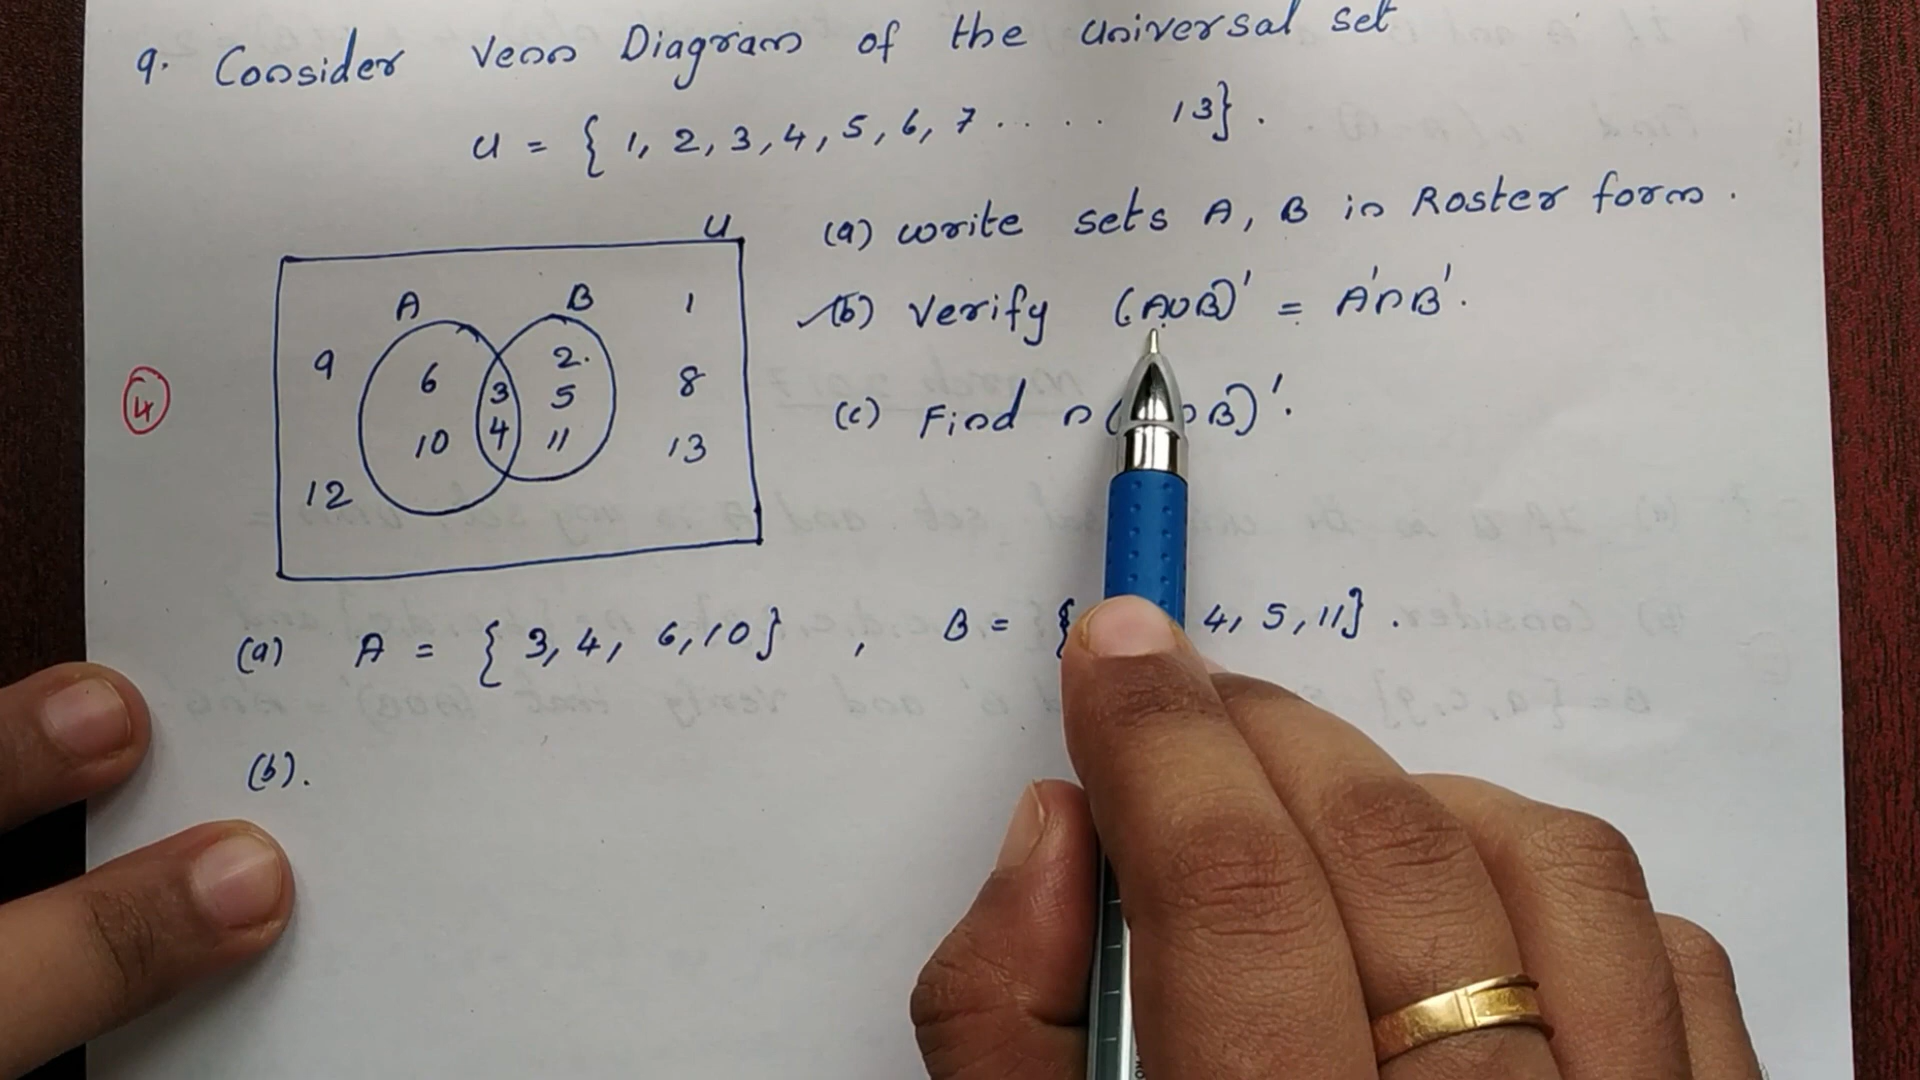 9. Consider Venn Diagram of the universal set
U = { 1, 2, 3, 4, 5, 6, 7 ..... 13} .
U
(a) write sets A, B in Roster form .
A B 1
(b) Verify (A∪B)' = A'∩B'.
9 6 3 2. 5 8
4
(c) Find n( ∩ B)'.
10 4 11 13
12
(a) A = { 3, 4, 6, 10} , B = { 4, 5, 11} .
(b).